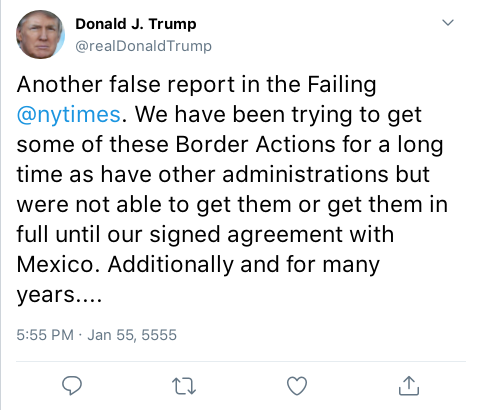 Donald J. Trump
@realDonaldTrump
Another false report in the Failing
@nytimes. We have been trying to get
some of these Border Actions for a long
time as have other administrations but
were not able to get them or get them in
full until our signed agreement with
Mexico. Additionally and for many
years....
5:55 PM · Jan 55, 5555